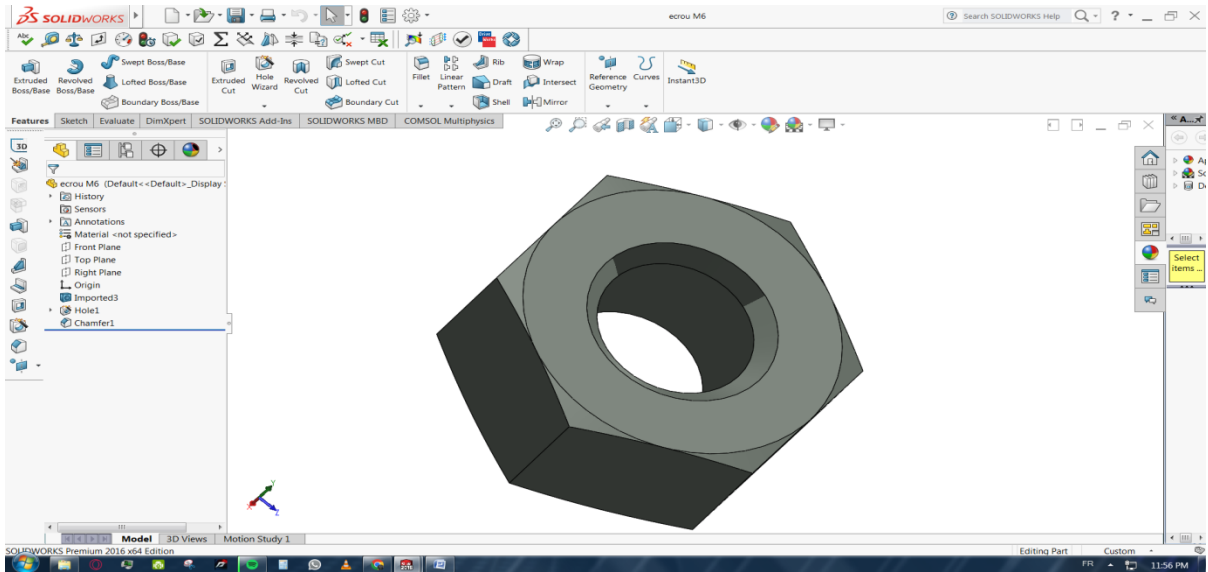 SOLIDWORKS
ecrou M6
Search SOLIDWORKS Help
Extruded Boss/Base
Revolved Boss/Base
Swept Boss/Base
Lofted Boss/Base
Boundary Boss/Base
Extruded Cut
Hole Wizard
Revolved Cut
Swept Cut
Lofted Cut
Boundary Cut
Fillet
Linear Pattern
Rib
Draft
Shell
Wrap
Intersect
Mirror
Reference Geometry
Curves
Instant3D
Features Sketch Evaluate DimXpert SOLIDWORKS Add-Ins SOLIDWORKS MBD COMSOL Multiphysics
ecrou M6 (Default<<Default>_Display
History
Sensors
Annotations
Material <not specified>
Front Plane
Top Plane
Right Plane
Origin
Imported3
Hole1
Chamfer1
Select items ...
Y
X
Z
Model 3D Views Motion Study 1
SOLIDWORKS Premium 2016 x64 Edition
Editing Part Custom
FR 11:56 PM